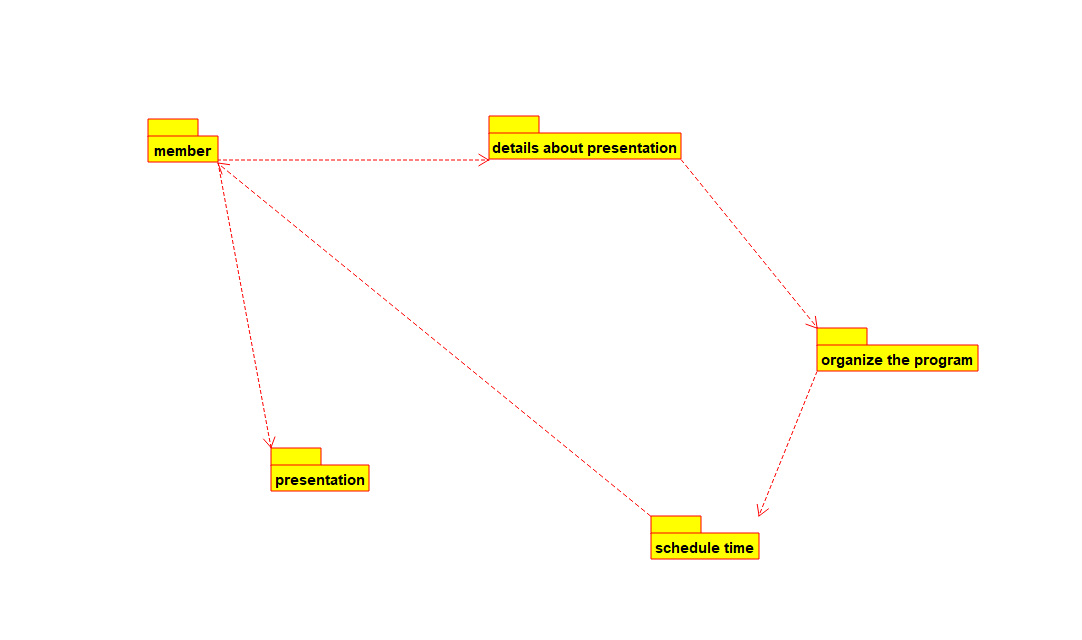 member
details about presentation
organize the program
presentation
schedule time